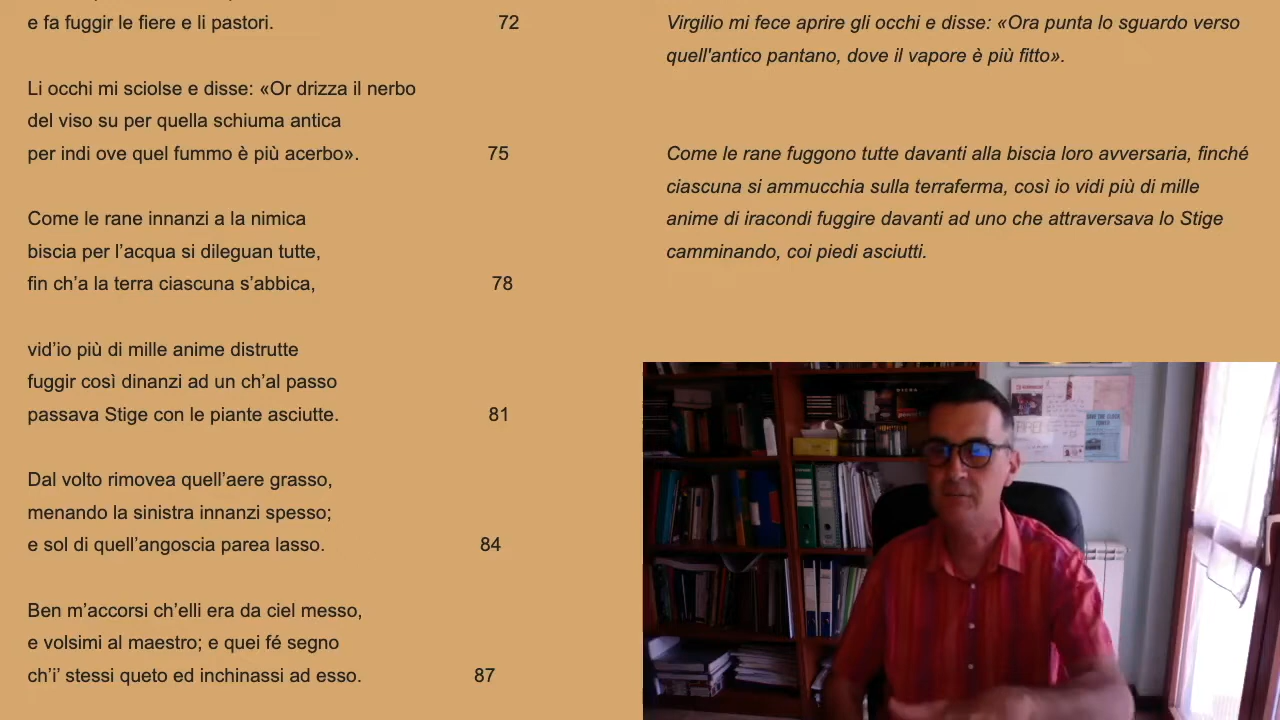 e fa fuggir le fiere e li pastori. 72
Li occhi mi sciolse e disse: «Or drizza il nerbo
del viso su per quella schiuma antica
per indi ove quel fummo è più acerbo». 75
Come le rane innanzi a la nimica
biscia per l’acqua si dileguan tutte,
fin ch’a la terra ciascuna s’abbica, 78
vid’io più di mille anime distrutte
fuggir così dinanzi ad un ch’al passo
passava Stige con le piante asciutte. 81
Dal volto rimovea quell’aere grasso,
menando la sinistra innanzi spesso;
e sol di quell’angoscia parea lasso. 84
Ben m’accorsi ch’elli era da ciel messo,
e volsimi al maestro; e quei fé segno
ch’i’ stessi queto ed inchinassi ad esso. 87
Virgilio mi fece aprire gli occhi e disse: «Ora punta lo sguardo verso
quell'antico pantano, dove il vapore è più fitto».
Come le rane fuggono tutte davanti alla biscia loro avversaria, finché
ciascuna si ammucchia sulla terraferma, così io vidi più di mille
anime di iracondi fuggire davanti ad uno che attraversava lo Stige
camminando, coi piedi asciutti.